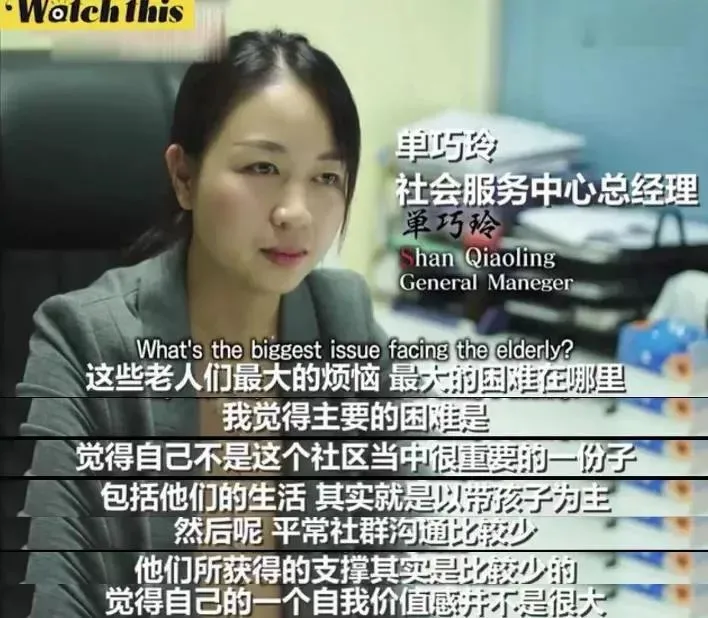 Watch this
单巧玲
社会服务中心总经理
单巧玲
Shan Qiaoling
General Maneger
What's the biggest issue facing the elderly?
这些老人们最大的烦恼 最大的困难在哪里
我觉得主要的困难是
觉得自己不是这个社区当中很重要的一份子
包括他们的生活 其实就是以带孩子为主
然后呢 平常社群沟通比较少
他们所获得的支撑其实是比较少的
觉得自己的一个自我价值感并不是很大